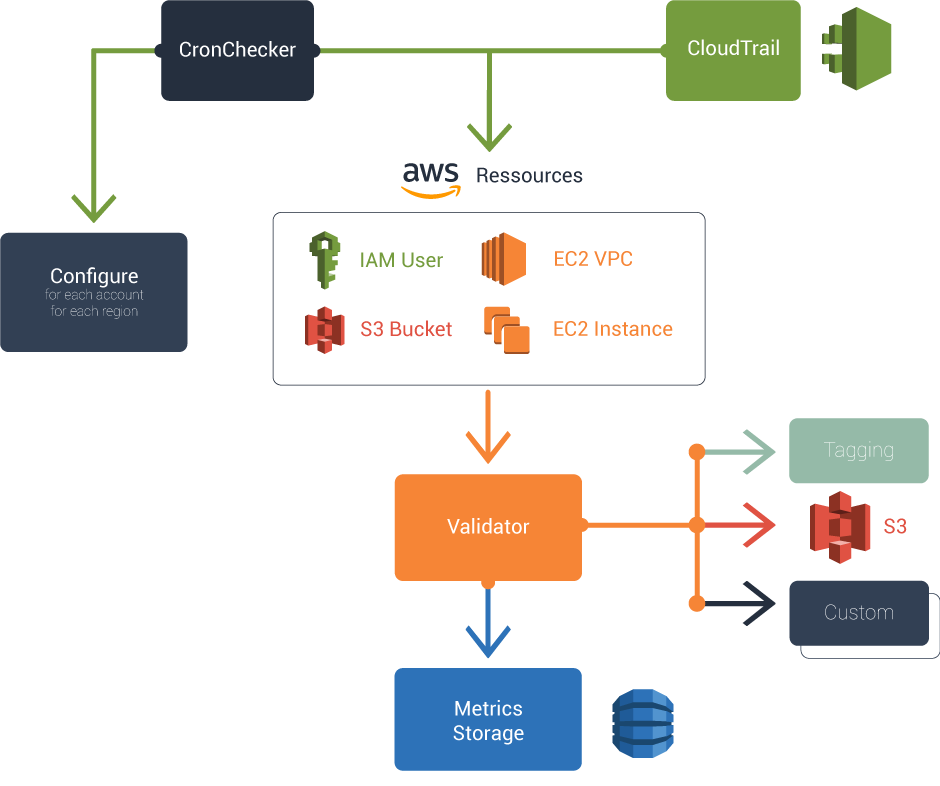 CronChecker
CloudTrail
aws
Ressources
Configure
for each account
for each region
IAM User
EC2 VPC
S3 Bucket
EC2 Instance
Tagging
Validator
S3
Custom
Metrics
Storage